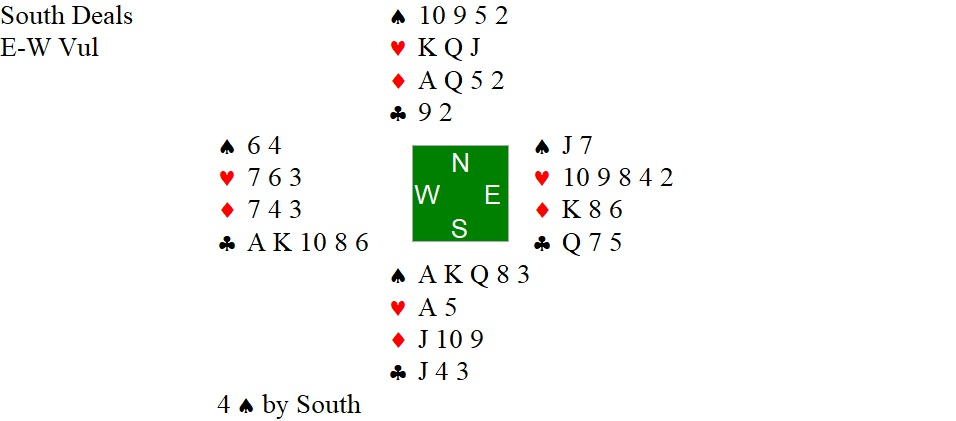 South Deals
E-W Vul
♠ 10 9 5 2
♥ K Q J
♦ A Q 5 2
♣ 9 2
♠ 6 4
♥ 7 6 3
♦ 7 4 3
♣ A K 10 8 6
N
W E
S
♠ J 7
♥ 10 9 8 4 2
♦ K 8 6
♣ Q 7 5
♠ A K Q 8 3
♥ A 5
♦ J 10 9
♣ J 4 3
4 ♠ by South